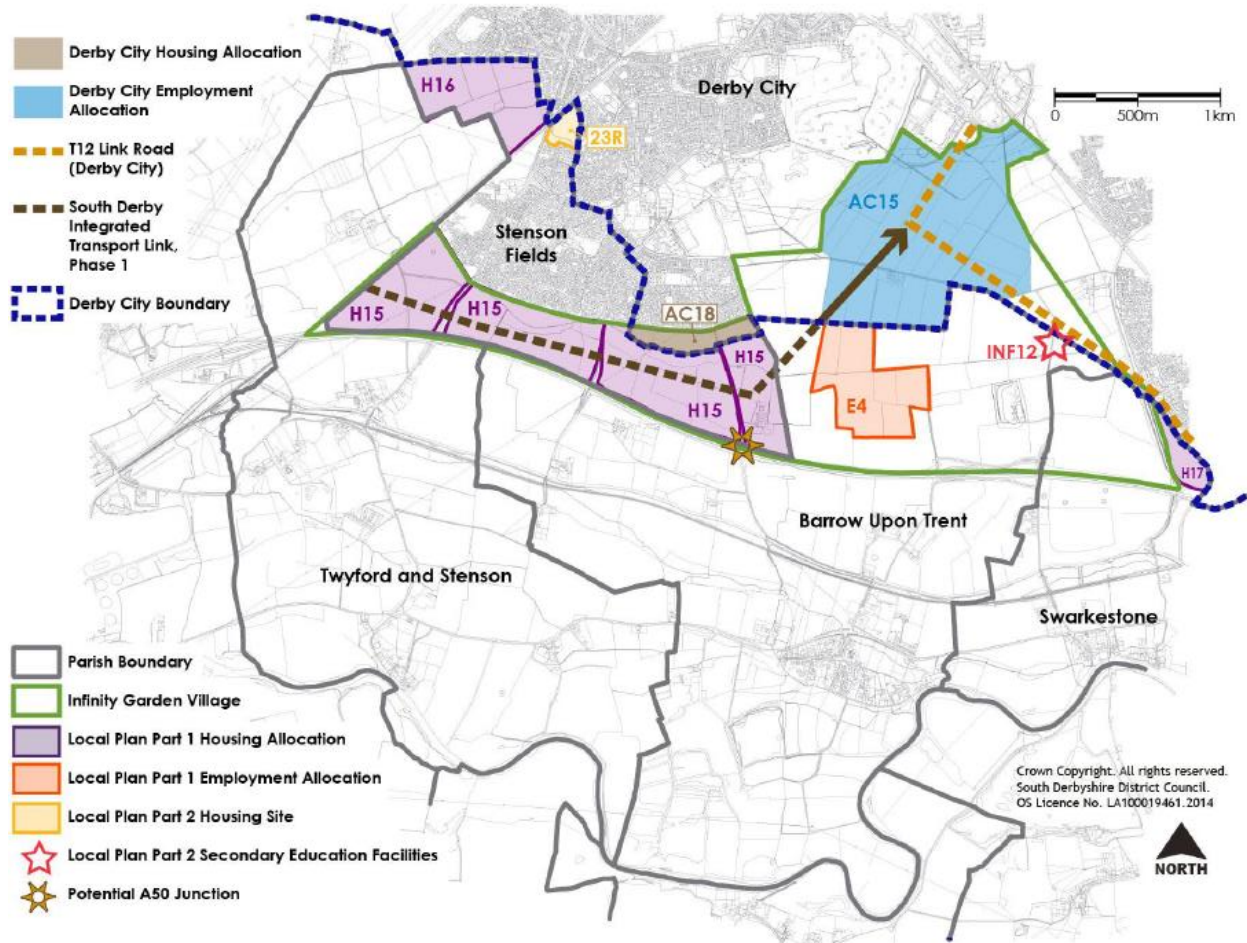 Derby City Housing Allocation
Derby City Employment
Allocation
T12 Link Road
(Derby City)
South Derby
Integrated
Transport Link,
Phase 1
Derby City Boundary
H16
Derby City
0 500m 1km
23R
AC15
Stenson
Fields
H15
H15
AC18
H15
H15
INF12
E4
H17
Barrow Upon Trent
Twyford and Stenson
Swarkestone
Parish Boundary
Infinity Garden Village
Local Plan Part 1 Housing Allocation
Local Plan Part 1 Employment Allocation
Local Plan Part 2 Housing Site
Local Plan Part 2 Secondary Education Facilities
Potential A50 Junction
Crown Copyright. All rights reserved.
South Derbyshire District Council.
OS Licence No. LA100019461.2014
NORTH